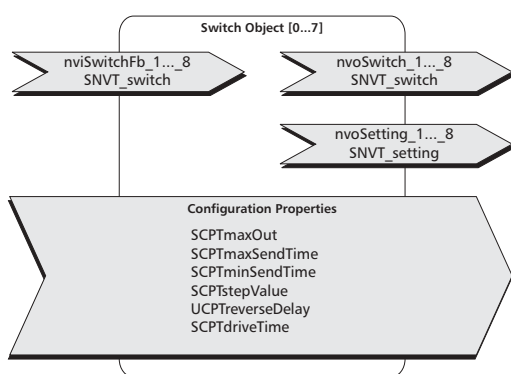 Switch Object [0...7]
nviSwitchFb_1..._8
SNVT_switch
nvoSwitch_1..._8
SNVT_switch
nvoSetting_1..._8
SNVT_setting
Configuration Properties
SCPTmaxOut
SCPTmaxSendTime
SCPTminSendTime
SCPTstepValue
UCPTreverseDelay
SCPTdriveTime